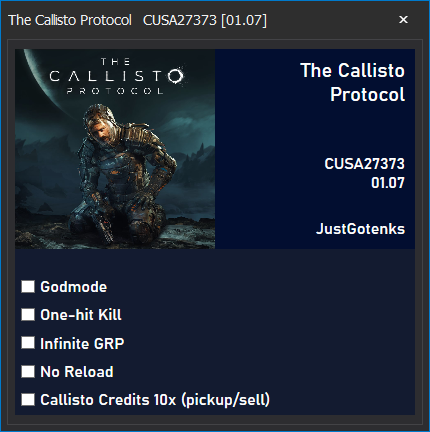 The Callisto Protocol CUSA27373 [01.07]
THE
CALLISTO
PROTOCOL
The Callisto
Protocol
CUSA27373
01.07
JustGotenks
Godmode
One-hit Kill
Infinite GRP
No Reload
Callisto Credits 10x (pickup/sell)